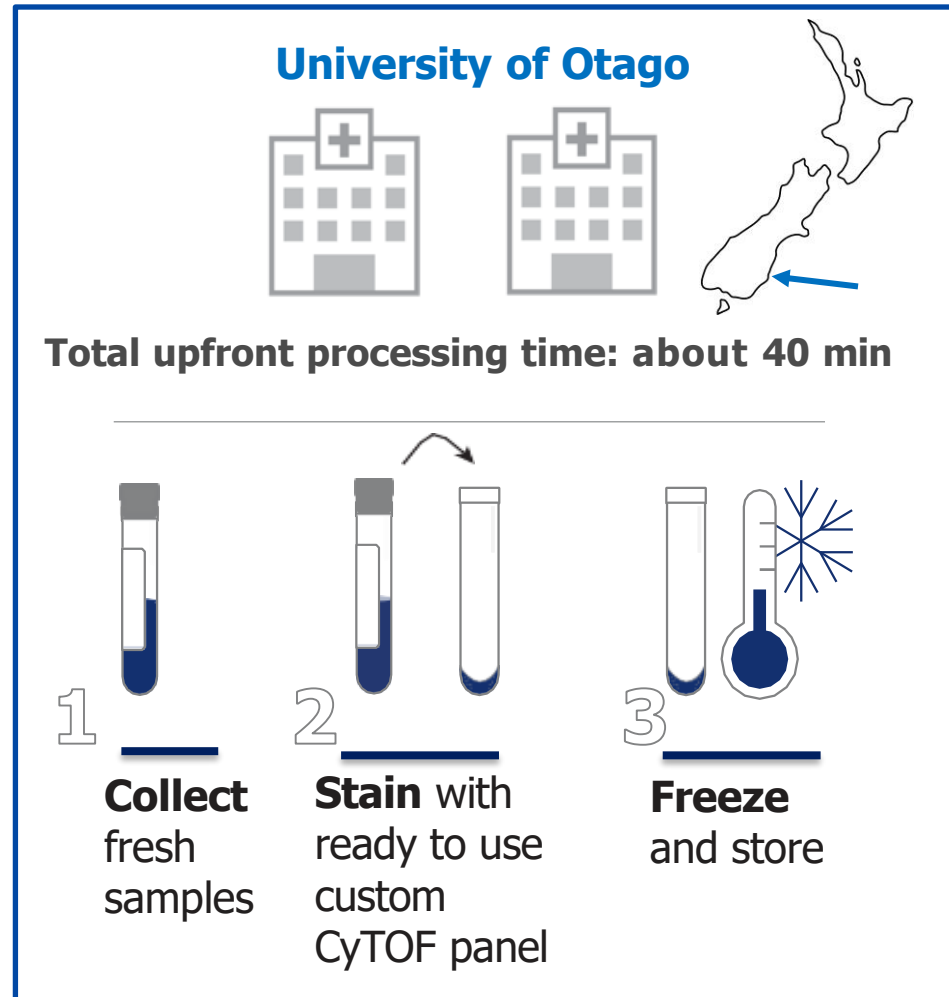 University of Otago
Total upfront processing time: about 40 min
1
Collect
fresh
samples
2
Stain with
ready to use
custom
CyTOF panel
3
Freeze
and store